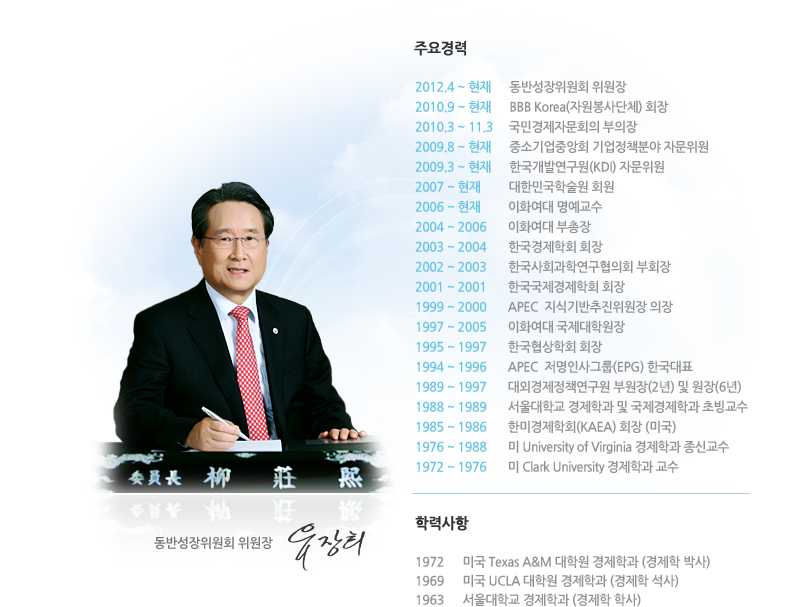 주요경력
2012.4 ~ 현재 동반성장위원회 위원장
2010.9 ~ 현재 BBB Korea(자원봉사단체) 회장
2010.3 ~ 11.3 국민경제자문회의 부의장
2009.8 ~ 현재 중소기업중앙회 기업정책분야 자문위원
2009.3 ~ 현재 한국개발연구원(KDI) 자문위원
2007 ~ 현재 대한민국학술원 회원
2006 ~ 현재 이화여대 명예교수
2004 ~ 2006 이화여대 부총장
2003 ~ 2004 한국경제학회 회장
2002 ~ 2003 한국사회과학연구협의회 부회장
2001 ~ 2001 한국국제경제학회 회장
1999 ~ 2000 APEC 지식기반추진위원장 의장
1997 ~ 2005 이화여대 국제대학원장
1995 ~ 1997 한국협상학회 회장
1994 ~ 1996 APEC 저명인사그룹(EPG) 한국대표
1989 ~ 1997 대외경제정책연구원 부원장(2년) 및 원장(6년)
1988 ~ 1989 서울대학교 경제학과 및 국제경제학과 초빙교수
1985 ~ 1986 한미경제학회(KAEA) 회장 (미국)
1976 ~ 1988 미 University of Virginia 경제학과 종신교수
1972 ~ 1976 미 Clark University 경제학과 교수
委員長 柳莊熙
동반성장위원회 위원장 유장희
학력사항
1972 미국 Texas A&M 대학원 경제학과 (경제학 박사)
1969 미국 UCLA 대학원 경제학과 (경제학 석사)
1963 서울대학교 경제학과 (경제학 학사)